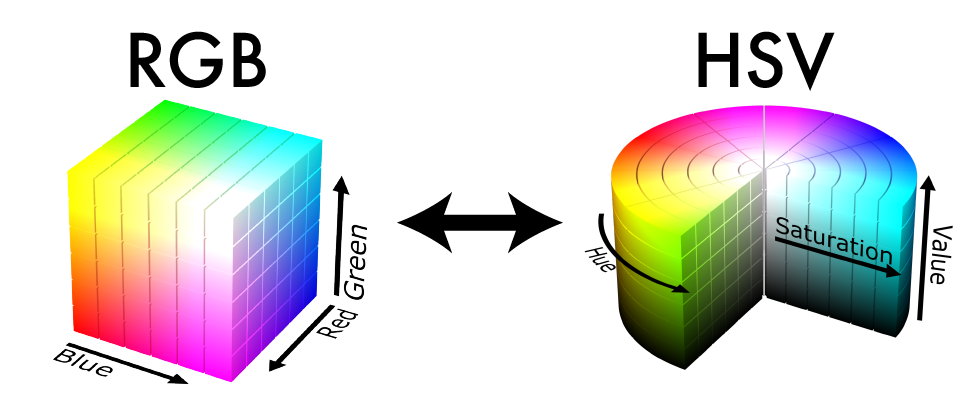 RGB
HSV
Green
Red
Blue
Hue
Saturation
Value